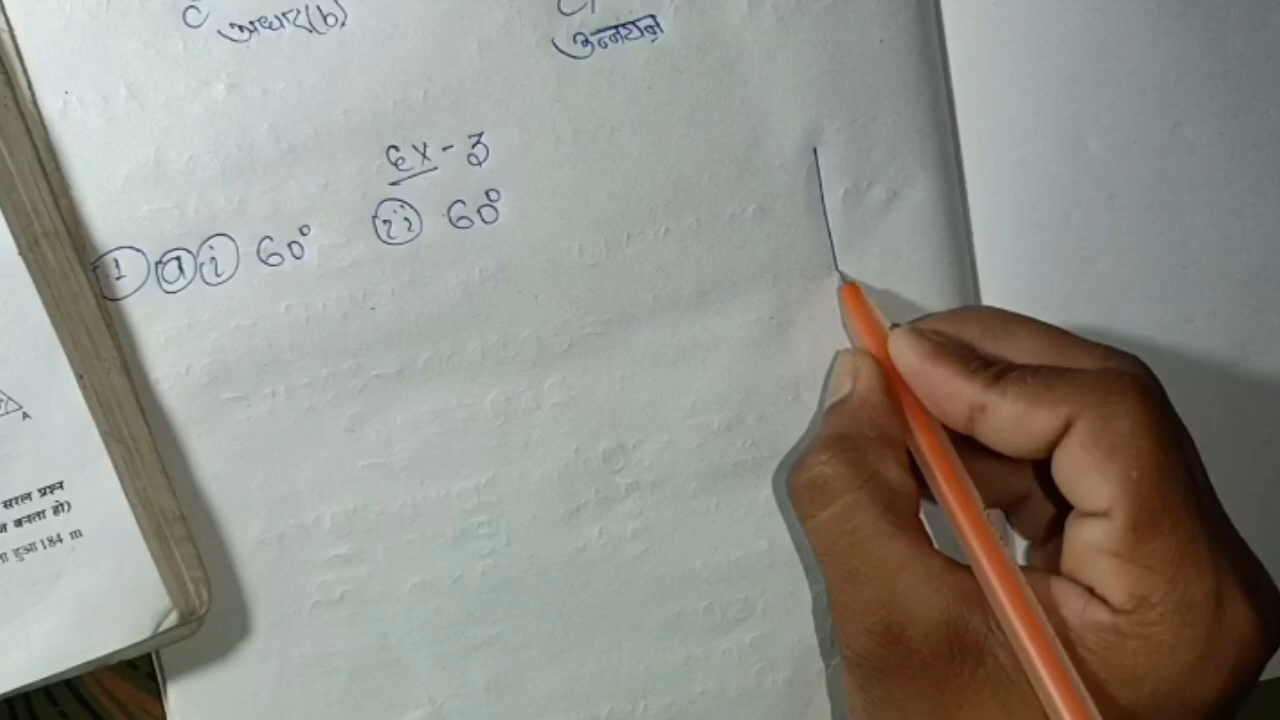 C
आधार(b)
उन्नयन
Ex - 3
① ⓐ ⓘ 60° ⓘⓘ 60°
A
सरल प्रश्न
बनता हो)
हुआ 184 m